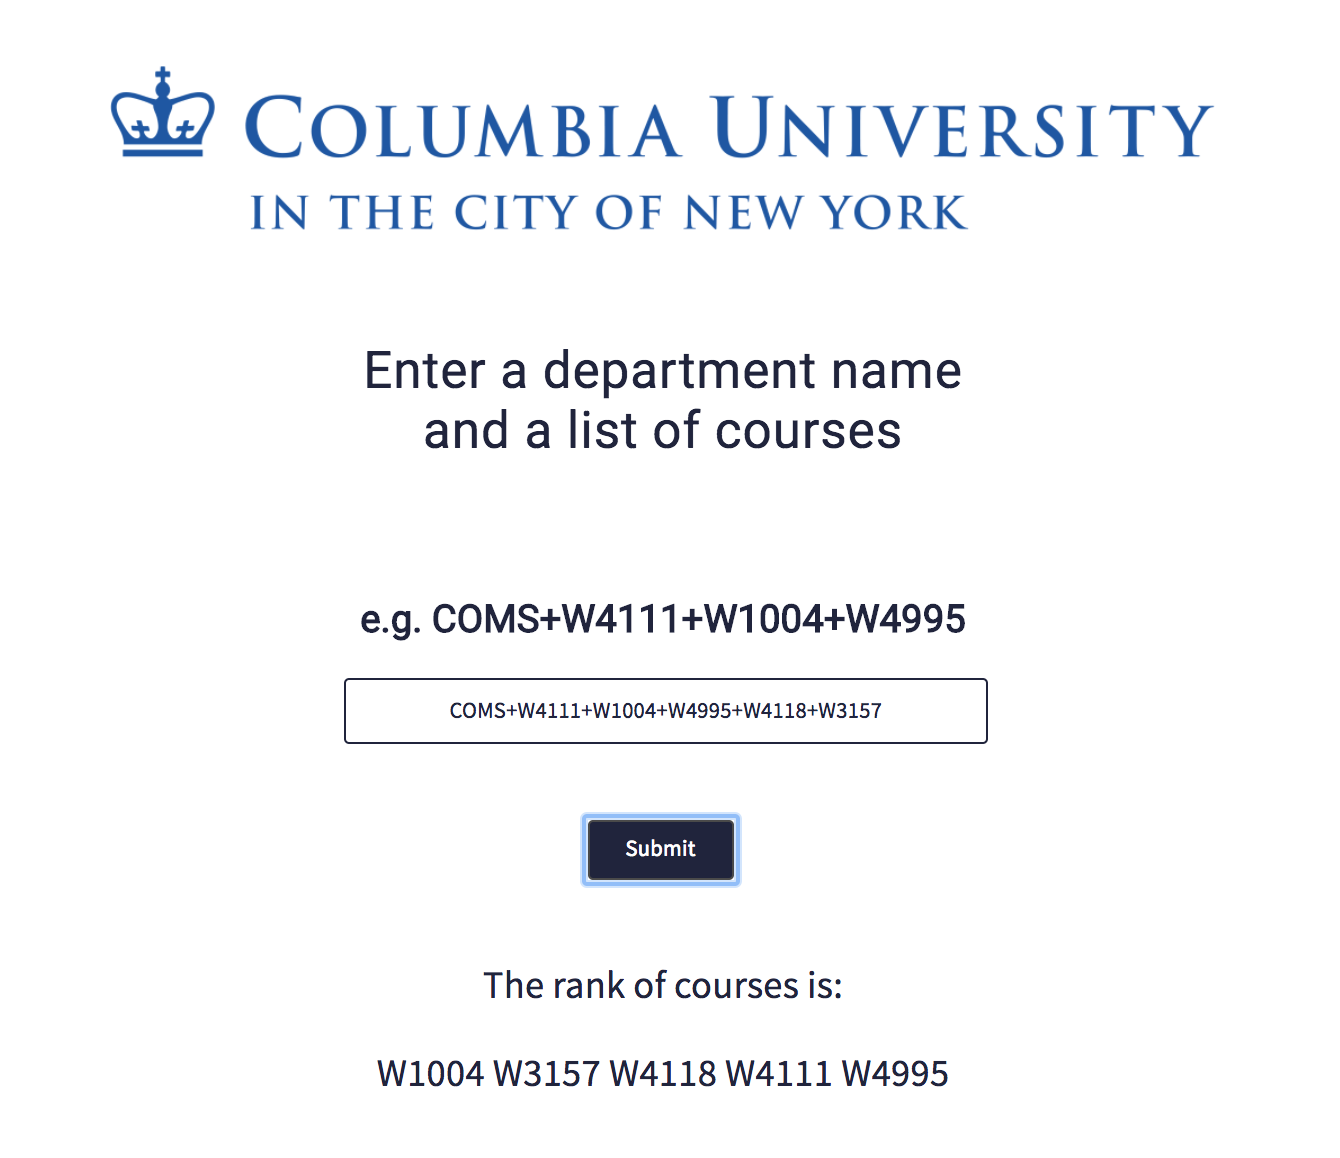 COLUMBIA UNIVERSITY
IN THE CITY OF NEW YORK
Enter a department name
and a list of courses
e.g. COMS+W4111+W1004+W4995
COMS+W4111+W1004+W4995+W4118+W3157
Submit
The rank of courses is:
W1004 W3157 W4118 W4111 W4995